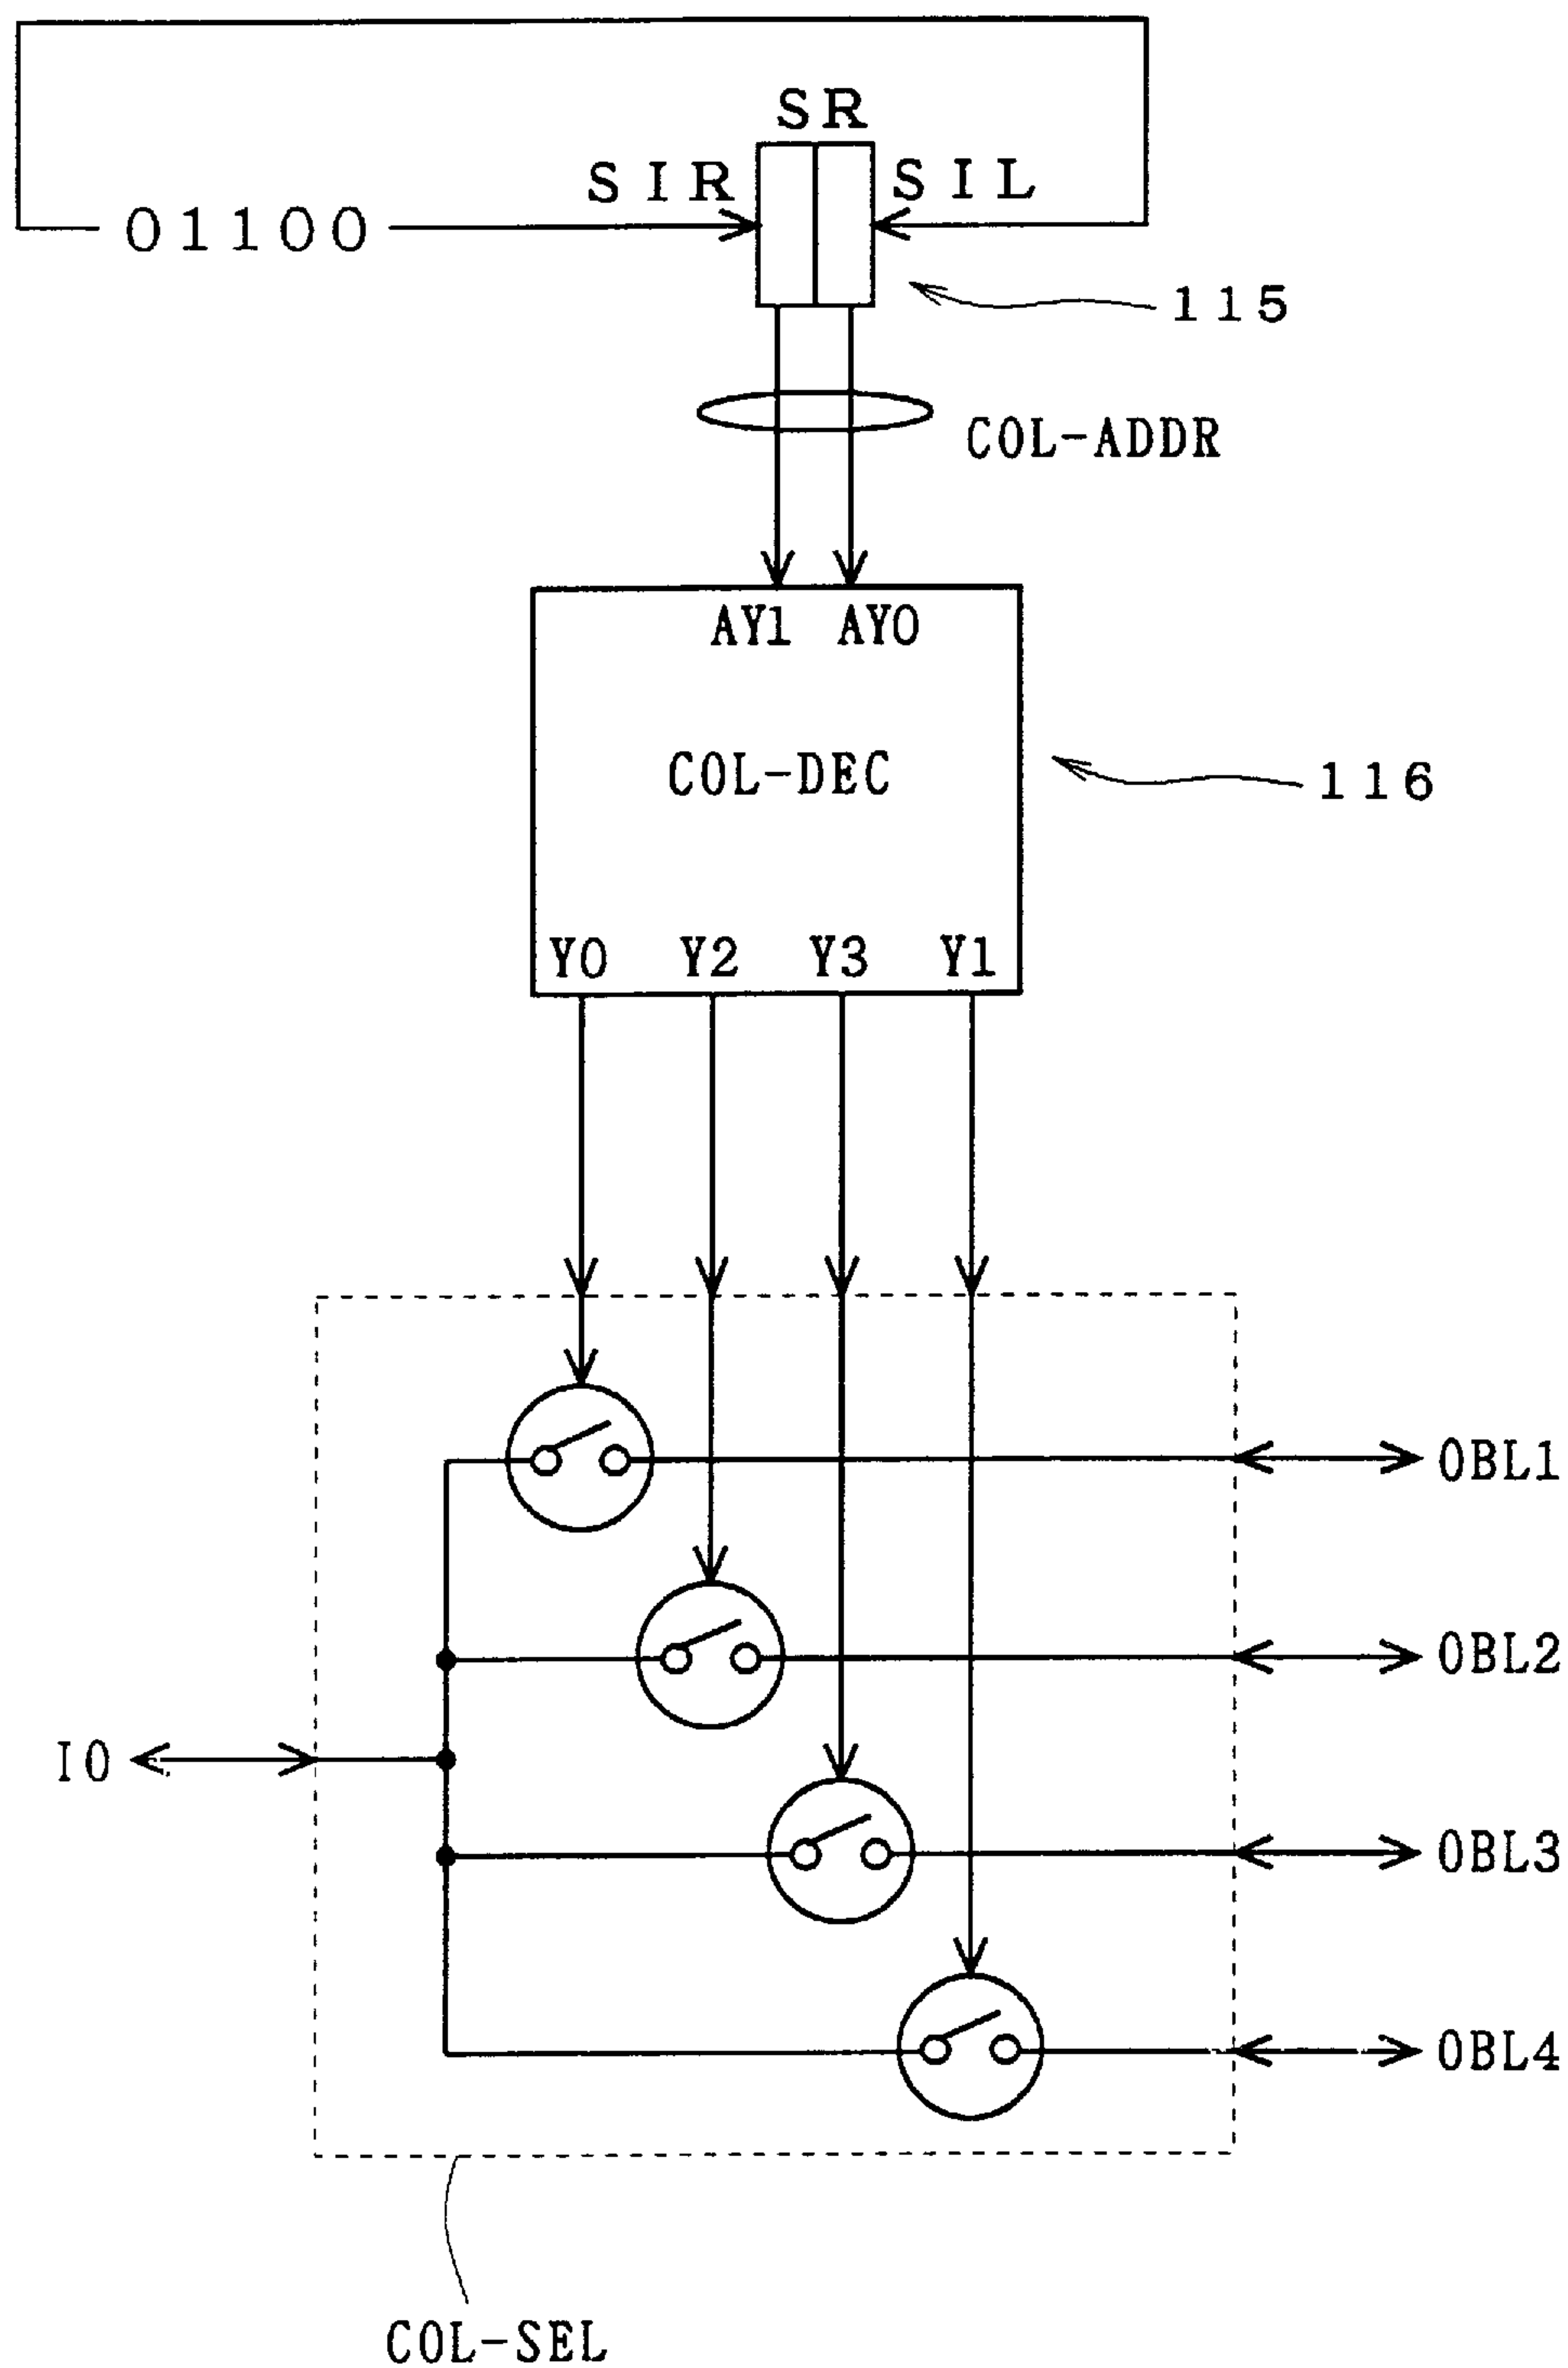 SR
SIR
SIL
01100
115
COL-ADDR
AY1 AY0
COL-DEC
116
Y0 Y2 Y3 Y1
OBL1
OBL2
IO
OBL3
OBL4
COL-SEL